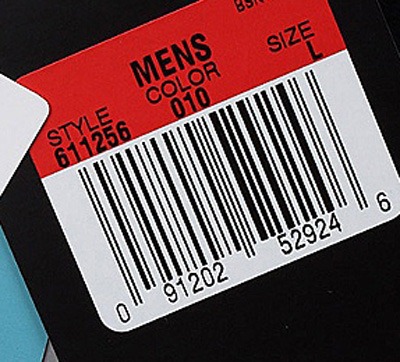 MENS
STYLE COLOR SIZE
611256 010 L
0 91202 52924 6